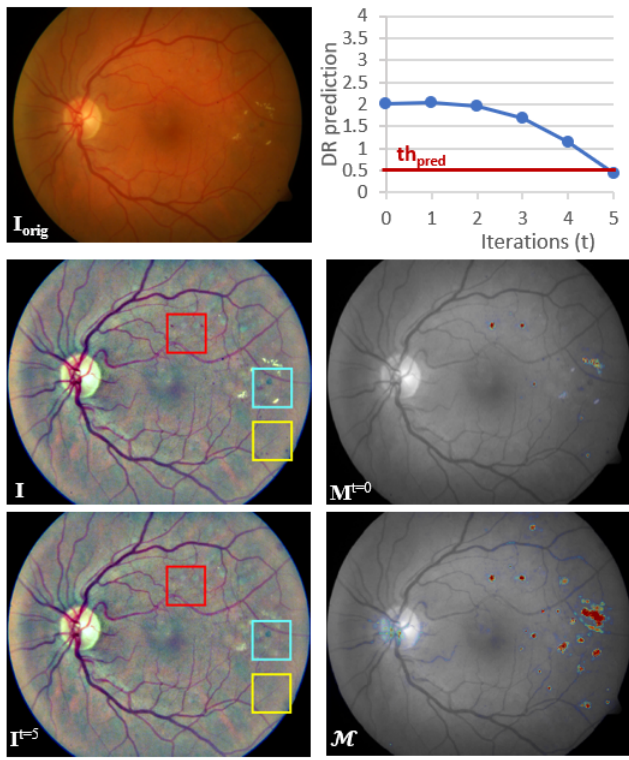 I_orig
DR prediction
4
3.5
3
2.5
2
1.5
1
0.5
0
th_pred
0 1 2 3 4 5
Iterations (t)
I
M^t=0
I^t=5
ℳ